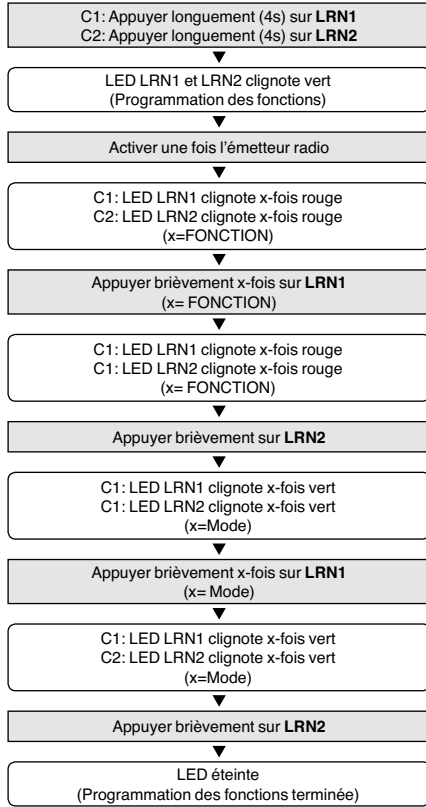 C1: Appuyer longuement (4s) sur LRN1
C2: Appuyer longuement (4s) sur LRN2
LED LRN1 et LRN2 clignote vert
(Programmation des fonctions)
Activer une fois l'émetteur radio
C1: LED LRN1 clignote x-fois rouge
C2: LED LRN2 clignote x-fois rouge
(x=FONCTION)
Appuyer brièvement x-fois sur LRN1
(x= FONCTION)
C1: LED LRN1 clignote x-fois rouge
C1: LED LRN2 clignote x-fois rouge
(x= FONCTION)
Appuyer brièvement sur LRN2
C1: LED LRN1 clignote x-fois vert
C1: LED LRN2 clignote x-fois vert
(x=Mode)
Appuyer brièvement x-fois sur LRN1
(x= Mode)
C1: LED LRN1 clignote x-fois vert
C2: LED LRN2 clignote x-fois vert
(x=Mode)
Appuyer brièvement sur LRN2
LED éteinte
(Programmation des fonctions terminée)